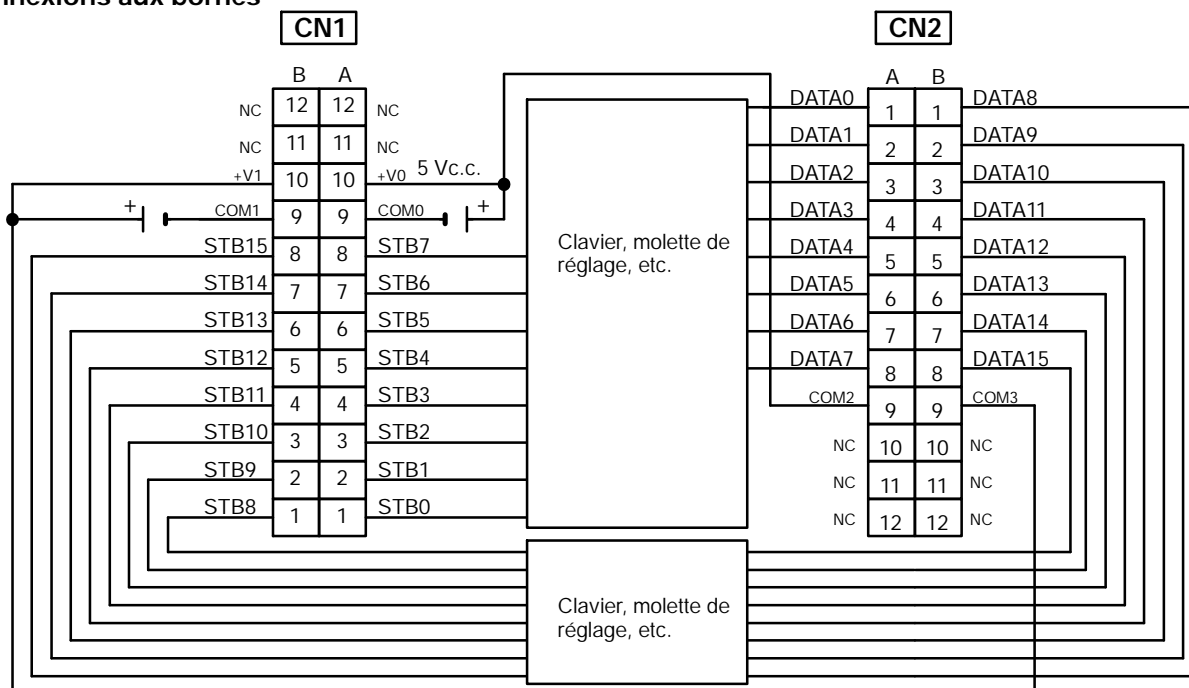 nnexions aux bornes
CN1
CN2
B A
A B
NC 12 12 NC
NC 11 11 NC
+V1 10 10 +V0 5 Vc.c.
+ COM1 9 9 COM0 +
STB15 8 8 STB7
STB14 7 7 STB6
STB13 6 6 STB5
STB12 5 5 STB4
STB11 4 4 STB3
STB10 3 3 STB2
STB9 2 2 STB1
STB8 1 1 STB0
Clavier, molette de
réglage, etc.
DATA0 1 1 DATA8
DATA1 2 2 DATA9
DATA2 3 3 DATA10
DATA3 4 4 DATA11
DATA4 5 5 DATA12
DATA5 6 6 DATA13
DATA6 7 7 DATA14
DATA7 8 8 DATA15
COM2 9 9 COM3
NC 10 10 NC
NC 11 11 NC
NC 12 12 NC
Clavier, molette de
réglage, etc.